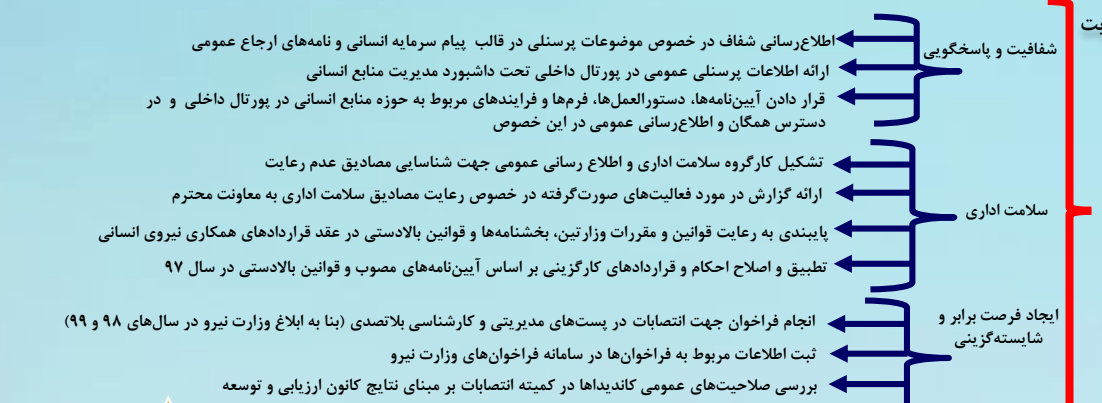 شفافیت و پاسخگویی
اطلاع‌رسانی شفاف در خصوص موضوعات پرسنلی در قالب پیام سرمایه انسانی و نامه‌های ارجاع عمومی
ارائه اطلاعات پرسنلی عمومی در پورتال داخلی تحت داشبورد مدیریت منابع انسانی
قرار دادن آیین‌نامه‌ها، دستورالعمل‌ها، فرم‌ها و فرایندهای مربوط به حوزه منابع انسانی در پورتال داخلی و در
دسترس همگان و اطلاع‌رسانی عمومی در این خصوص
سلامت اداری
تشکیل کارگروه سلامت اداری و اطلاع رسانی عمومی جهت شناسایی مصادیق عدم رعایت
ارائه گزارش در مورد فعالیت‌های صورت‌گرفته در خصوص رعایت مصادیق سلامت اداری به معاونت محترم
پایبندی به رعایت قوانین و مقررات وزارتین، بخشنامه‌ها و قوانین بالادستی در عقد قراردادهای همکاری نیروی انسانی
تطبیق و اصلاح احکام و قراردادهای کارگزینی بر اساس آیین‌نامه‌های مصوب و قوانین بالادستی در سال ۹۷
ایجاد فرصت برابر و
شایسته‌گزینی
انجام فراخوان جهت انتصابات در پست‌های مدیریتی و کارشناسی بلاتصدی (بنا به ابلاغ وزارت نیرو در سال‌های ۹۸ و ۹۹)
ثبت اطلاعات مربوط به فراخوان‌ها در سامانه فراخوان‌های وزارت نیرو
بررسی صلاحیت‌های عمومی کاندیداها در کمیته انتصابات بر مبنای نتایج کانون ارزیابی و توسعه